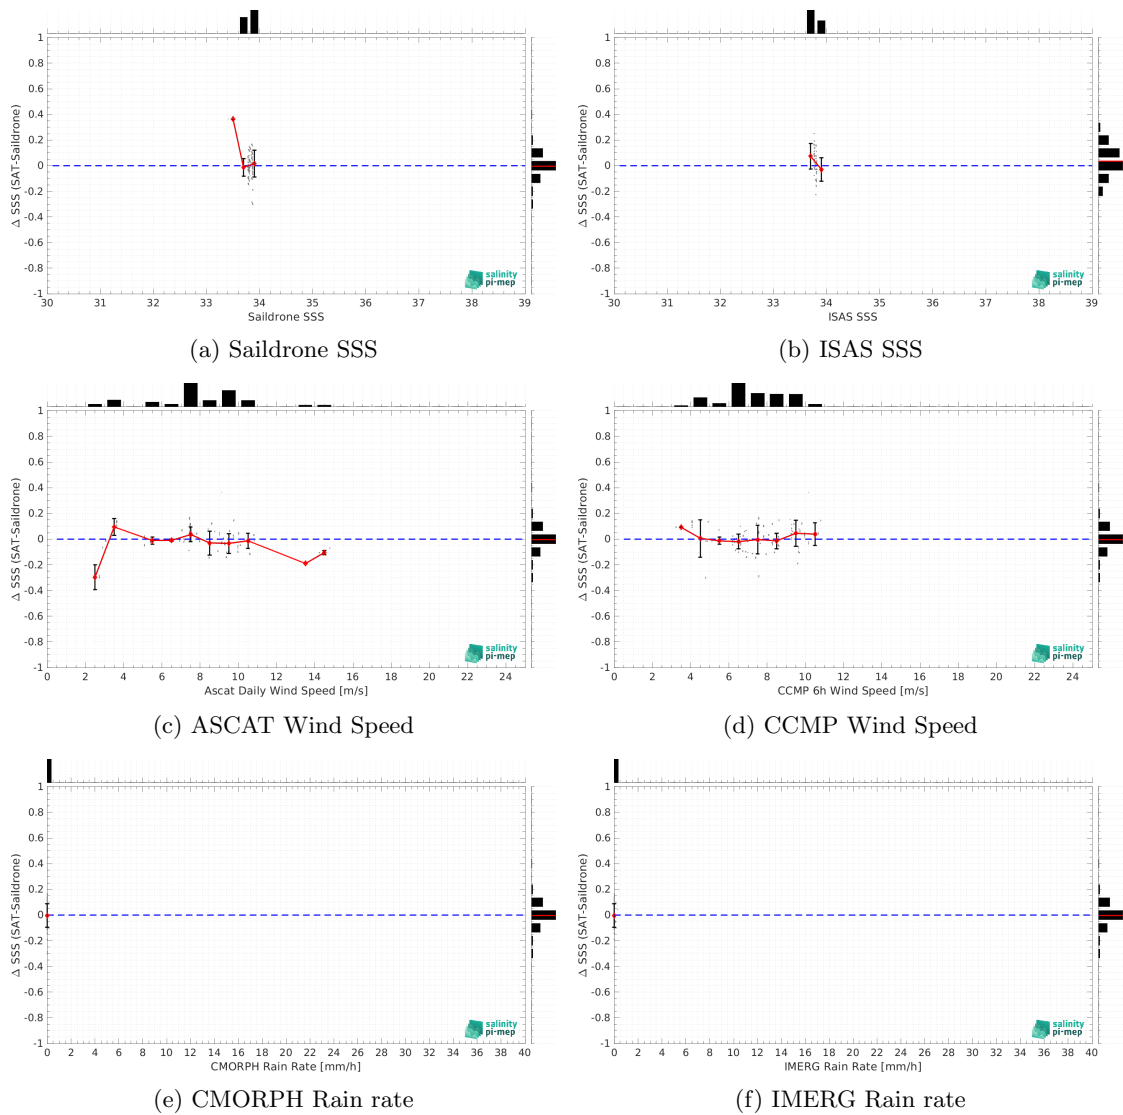 1
0.8
0.6
0.4
0.2
0
-0.2
-0.4
-0.6
-0.8
-1
Δ SSS (SAT-Saildrone)
30 31 32 33 34 35 36 37 38 39
Saildrone SSS
salinity
pi-mep
(a) Saildrone SSS
1
0.8
0.6
0.4
0.2
0
-0.2
-0.4
-0.6
-0.8
-1
Δ SSS (SAT-Saildrone)
30 31 32 33 34 35 36 37 38 39
ISAS SSS
salinity
pi-mep
(b) ISAS SSS
1
0.8
0.6
0.4
0.2
0
-0.2
-0.4
-0.6
-0.8
-1
Δ SSS (SAT-Saildrone)
0 2 4 6 8 10 12 14 16 18 20 22 24
Ascat Daily Wind Speed [m/s]
salinity
pi-mep
(c) ASCAT Wind Speed
1
0.8
0.6
0.4
0.2
0
-0.2
-0.4
-0.6
-0.8
-1
Δ SSS (SAT-Saildrone)
0 2 4 6 8 10 12 14 16 18 20 22 24
CCMP 6h Wind Speed [m/s]
salinity
pi-mep
(d) CCMP Wind Speed
1
0.8
0.6
0.4
0.2
0
-0.2
-0.4
-0.6
-0.8
-1
Δ SSS (SAT-Saildrone)
0 2 4 6 8 10 12 14 16 18 20 22 24 26 28 30 32 34 36 38 40
CMORPH Rain Rate [mm/h]
salinity
pi-mep
(e) CMORPH Rain rate
1
0.8
0.6
0.4
0.2
0
-0.2
-0.4
-0.6
-0.8
-1
Δ SSS (SAT-Saildrone)
0 2 4 6 8 10 12 14 16 18 20 22 24 26 28 30 32 34 36 38 40
IMERG Rain Rate [mm/h]
salinity
pi-mep
(f) IMERG Rain rate